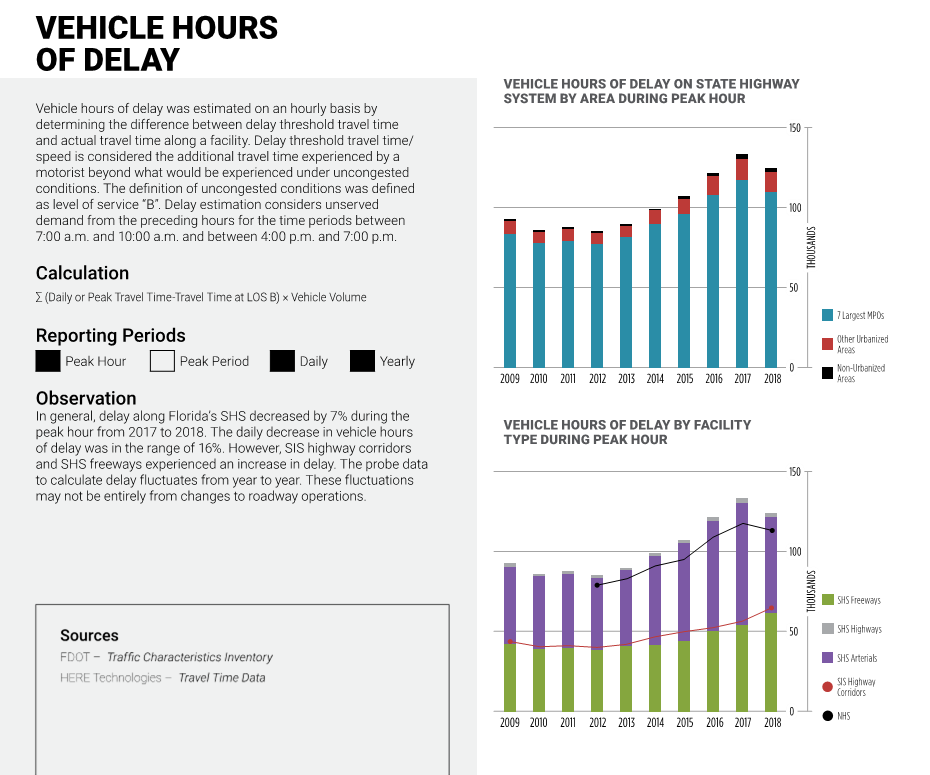 VEHICLE HOURS
OF DELAY
Vehicle hours of delay was estimated on an hourly basis by
determining the difference between delay threshold travel time
and actual travel time along a facility. Delay threshold travel time/
speed is considered the additional travel time experienced by a
motorist beyond what would be experienced under uncongested
conditions. The definition of uncongested conditions was defined
as level of service “B”. Delay estimation considers unserved
demand from the preceding hours for the time periods between
7:00 a.m. and 10:00 a.m. and between 4:00 p.m. and 7:00 p.m.
Calculation
∑ (Daily or Peak Travel Time-Travel Time at LOS B) × Vehicle Volume
Reporting Periods
Peak Hour Peak Period Daily Yearly
Observation
In general, delay along Florida’s SHS decreased by 7% during the
peak hour from 2017 to 2018. The daily decrease in vehicle hours
of delay was in the range of 16%. However, SIS highway corridors
and SHS freeways experienced an increase in delay. The probe data
to calculate delay fluctuates from year to year. These fluctuations
may not be entirely from changes to roadway operations.
Sources
FDOT – Traffic Characteristics Inventory
HERE Technologies – Travel Time Data
VEHICLE HOURS OF DELAY ON STATE HIGHWAY
SYSTEM BY AREA DURING PEAK HOUR
150
100
50
0
THOUSANDS
2009 2010 2011 2012 2013 2014 2015 2016 2017 2018
7 Largest MPOs
Other Urbanized
Areas
Non-Urbanized
Areas
VEHICLE HOURS OF DELAY BY FACILITY
TYPE DURING PEAK HOUR
150
100
50
0
THOUSANDS
2009 2010 2011 2012 2013 2014 2015 2016 2017 2018
SHS Freeways
SHS Highways
SHS Arterials
SIS Highway
Corridors
NHS